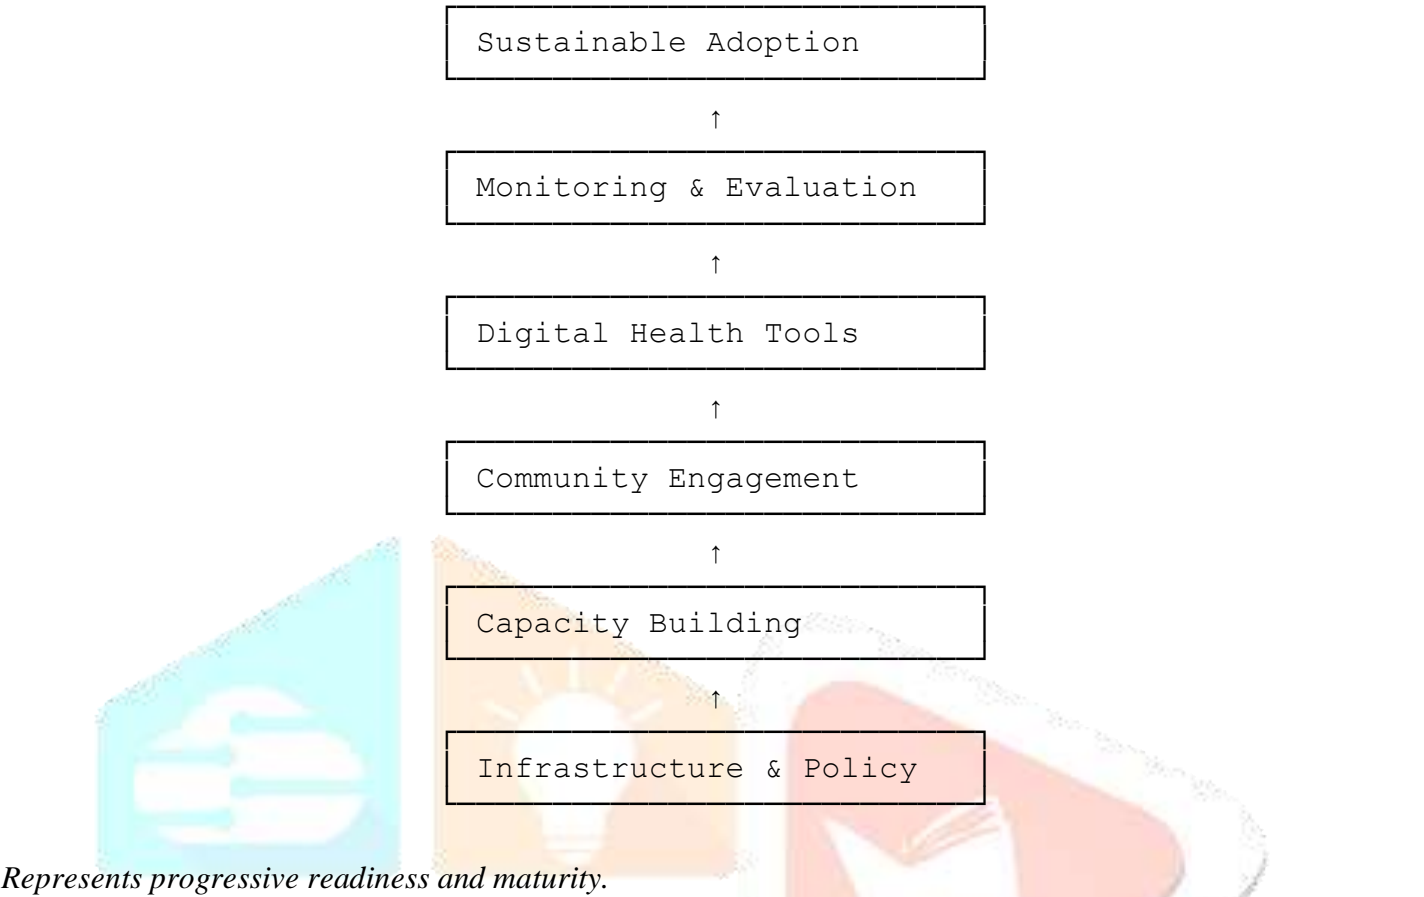 Sustainable Adoption
↑
Monitoring & Evaluation
↑
Digital Health Tools
↑
Community Engagement
↑
Capacity Building
↑
Infrastructure & Policy
Represents progressive readiness and maturity.